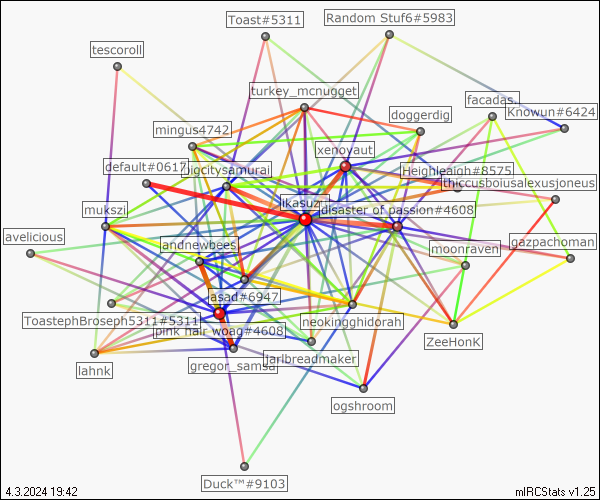 Toast#5311
Random Stuf6#5983
tescoroll
turkey_mcnugget
facadas.
Knowun#6424
doggerdig
mingus4742
xenoyaut
default#0617
bigcitysamurai
Heighleaigh#8575
thiccusboiusalexusjoneus
likasuzi
disaster of passion#4608
mukszi
avelicious
andnewbees
moonraven
gazpachoman
asad#6947
ToastephBroseph5311#5311
neokingghidorah
pink hair woag#4608
ZeeHonK
jarlbreadmaker
gregor_samsa
lahnk
ogshroom
Duck™#9103
4.3.2024 19:42
mIRCStats v1.25